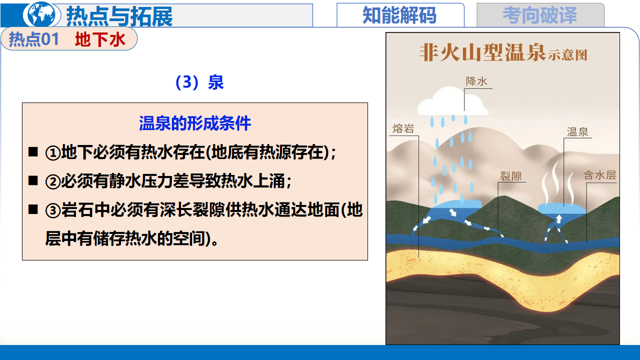 热点与拓展
知能解码
考向破译
热点01 地下水
（3）泉
温泉的形成条件
■ ①地下必须有热水存在(地底有热源存在)；
■ ②必须有静水压力差导致热水上涌；
■ ③岩石中必须有深长裂隙供热水通达地面(地
层中有储存热水的空间)。
非火山型温泉示意图
降水
熔岩
温泉
裂隙
含水层